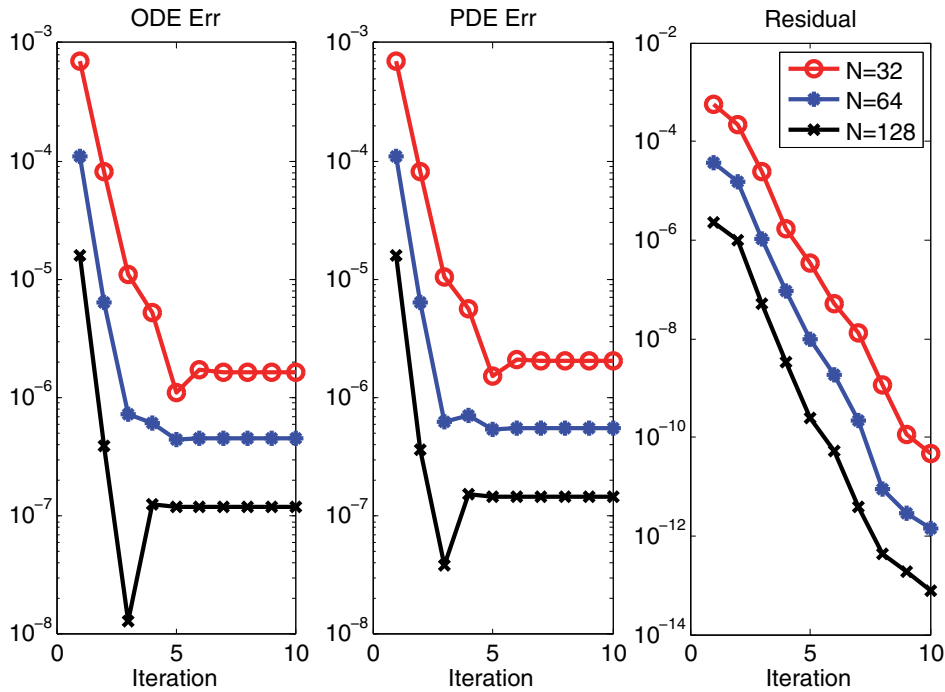 ODE Err
10^-3
10^-4
10^-5
10^-6
10^-7
10^-8
0 5 10
Iteration
PDE Err
10^-3
10^-4
10^-5
10^-6
10^-7
10^-8
0 5 10
Iteration
Residual
10^-2
10^-4
10^-6
10^-8
10^-10
10^-12
10^-14
0 5 10
Iteration
N=32
N=64
N=128